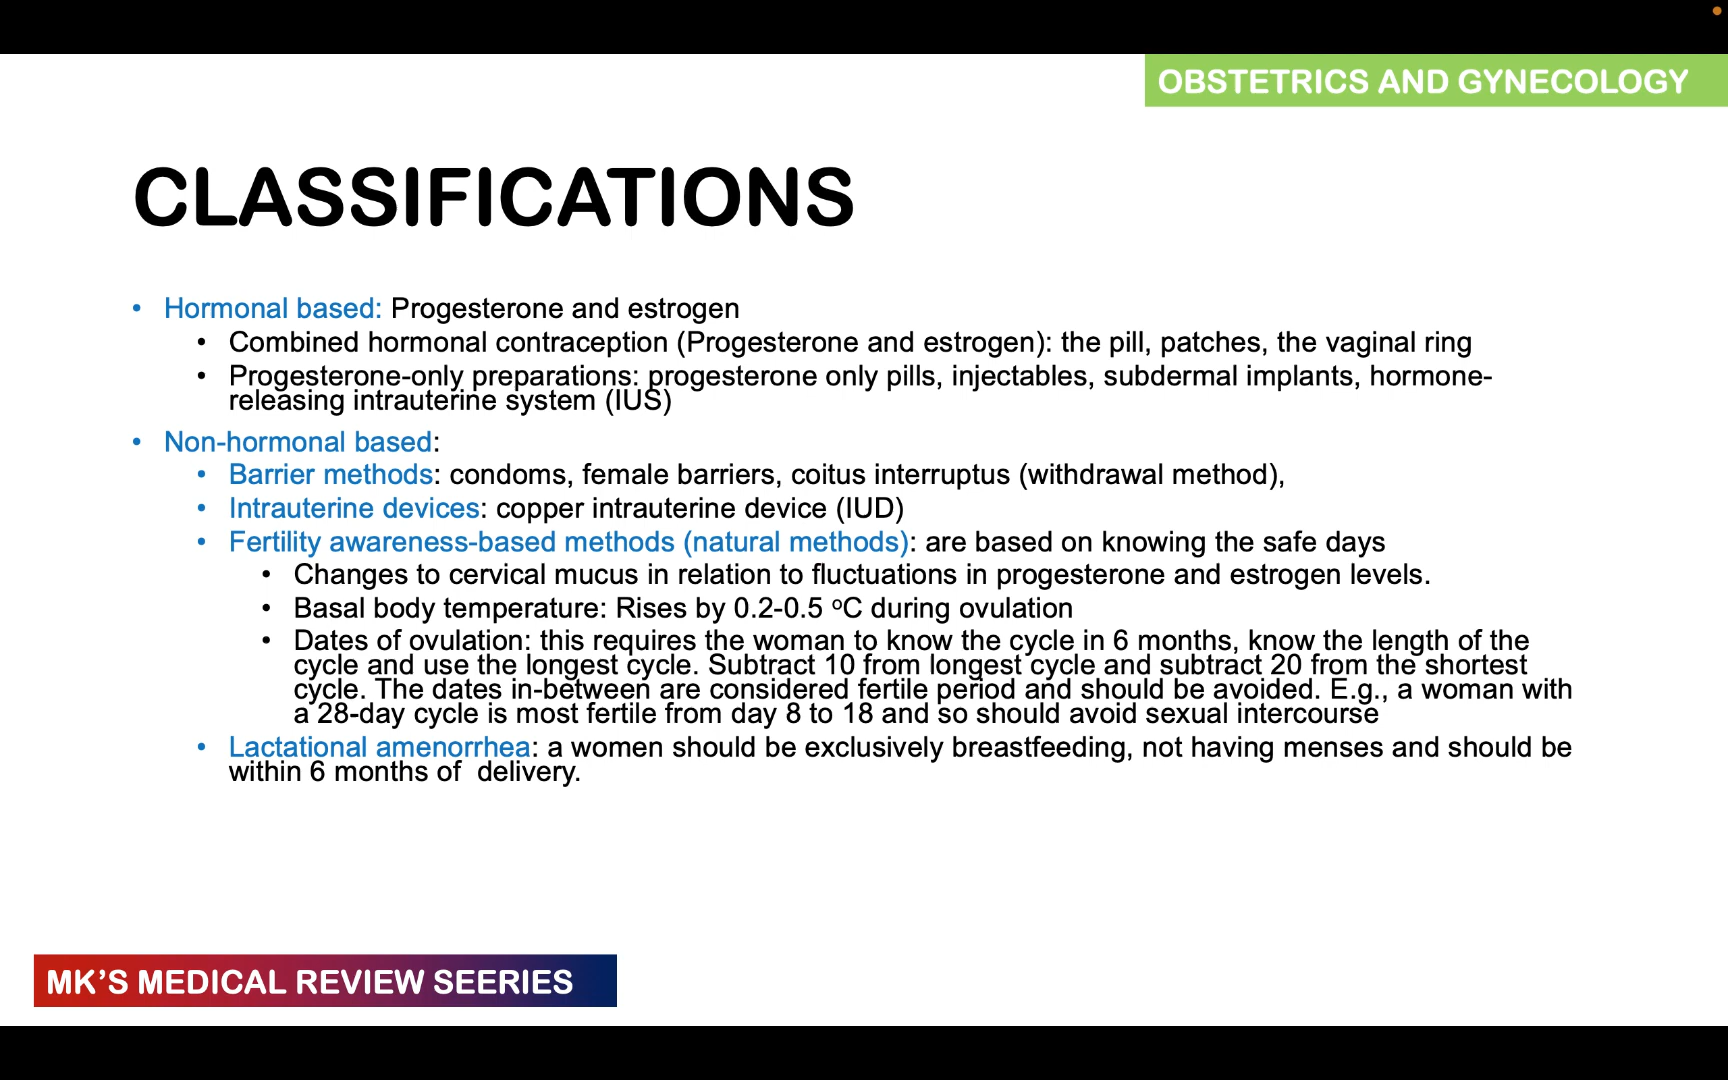 OBSTETRICS AND GYNECOLOGY
CLASSIFICATIONS
• Hormonal based: Progesterone and estrogen
• Combined hormonal contraception (Progesterone and estrogen): the pill, patches, the vaginal ring
• Progesterone-only preparations: progesterone only pills, injectables, subdermal implants, hormone-
releasing intrauterine system (IUS)
• Non-hormonal based:
• Barrier methods: condoms, female barriers, coitus interruptus (withdrawal method),
• Intrauterine devices: copper intrauterine device (IUD)
• Fertility awareness-based methods (natural methods): are based on knowing the safe days
• Changes to cervical mucus in relation to fluctuations in progesterone and estrogen levels.
• Basal body temperature: Rises by 0.2-0.5 ºC during ovulation
• Dates of ovulation: this requires the woman to know the cycle in 6 months, know the length of the
cycle and use the longest cycle. Subtract 10 from longest cycle and subtract 20 from the shortest
cycle. The dates in-between are considered fertile period and should be avoided. E.g., a woman with
a 28-day cycle is most fertile from day 8 to 18 and so should avoid sexual intercourse
• Lactational amenorrhea: a women should be exclusively breastfeeding, not having menses and should be
within 6 months of delivery.
MK'S MEDICAL REVIEW SEERIES